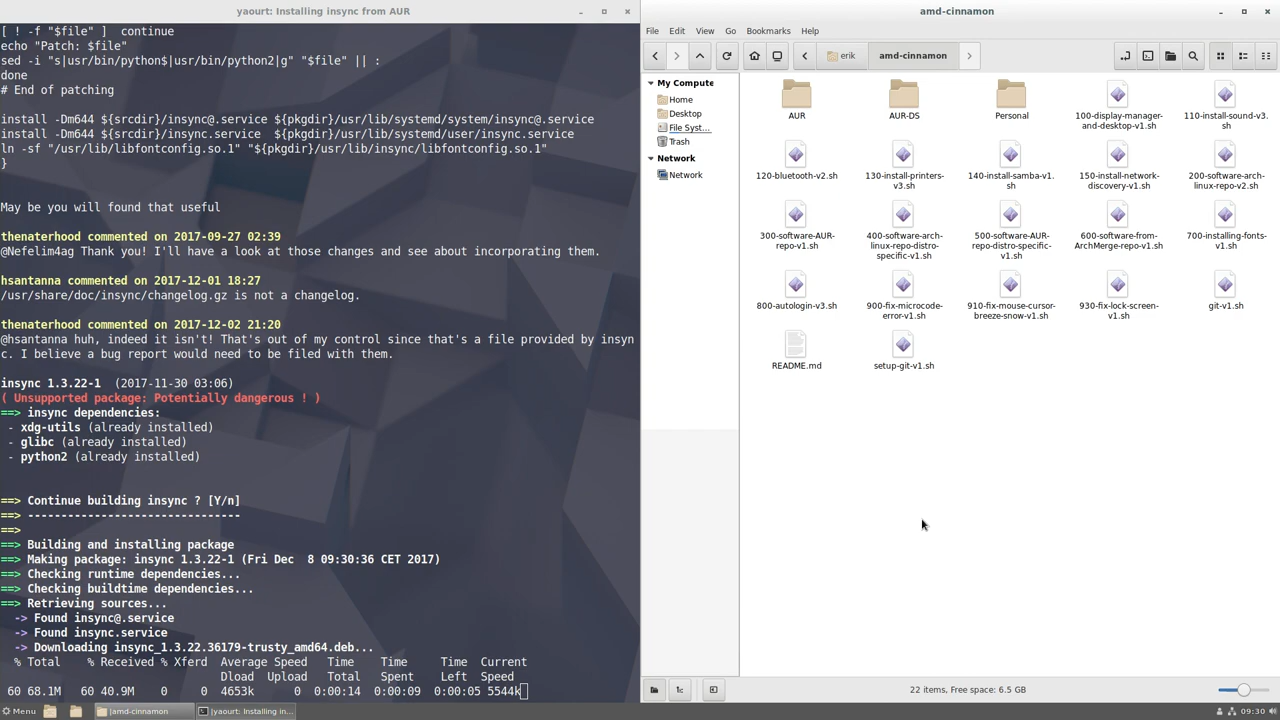 yaourt: Installing insync from AUR
[ ! -f "$file" ]  continue
echo "Patch: $file"
sed -i "s|usr/bin/python$|usr/bin/python2|g" "$file" || :
done
# End of patching
install -Dm644 ${srcdir}/insync@.service ${pkgdir}/usr/lib/systemd/system/insync@.service
install -Dm644 ${srcdir}/insync.service  ${pkgdir}/usr/lib/systemd/user/insync.service
ln -sf "/usr/lib/libfontconfig.so.1" "${pkgdir}/usr/lib/insync/libfontconfig.so.1"
}
May be you will found that useful
thenaterhood commented on 2017-09-27 02:39
@Nefelim4ag Thank you! I'll have a look at those changes and see about incorporating them.
hsantanna commented on 2017-12-01 18:27
/usr/share/doc/insync/changelog.gz is not a changelog.
thenaterhood commented on 2017-12-02 21:20
@hsantanna huh, indeed it isn't! That's out of my control since that's a file provided by insyn
c. I believe a bug report would need to be filed with them.
insync 1.3.22-1  (2017-11-30 03:06)
( Unsupported package: Potentially dangerous ! )
==> insync dependencies:
- xdg-utils (already installed)
- glibc (already installed)
- python2 (already installed)
==> Continue building insync ? [Y/n]
==> -------------------------------
==>
==> Building and installing package
==> Making package: insync 1.3.22-1 (Fri Dec  8 09:30:36 CET 2017)
==> Checking runtime dependencies...
==> Checking buildtime dependencies...
==> Retrieving sources...
-> Found insync@.service
-> Found insync.service
-> Downloading insync_1.3.22.36179-trusty_amd64.deb...
% Total    % Received % Xferd  Average Speed   Time    Time     Time  Current
Dload  Upload   Total   Spent    Left  Speed
60 68.1M   60 40.9M    0     0  4653k      0  0:00:14  0:00:09  0:00:05 5544k
amd-cinnamon
File Edit View Go Bookmarks Help
erik amd-cinnamon
My Compute
Home
Desktop
File Syst...
Trash
Network
Network
AUR
AUR-DS
Personal
100-display-manager-
and-desktop-v1.sh
110-install-sound-v3.
sh
120-bluetooth-v2.sh
130-install-printers-
v3.sh
140-install-samba-v1.
sh
150-install-network-
discovery-v1.sh
200-software-arch-
linux-repo-v2.sh
300-software-AUR-
repo-v1.sh
400-software-arch-
linux-repo-distro-
specific-v1.sh
500-software-AUR-
repo-distro-specific-
v1.sh
600-software-from-
ArchMerge-repo-v1.sh
700-installing-fonts-
v1.sh
800-autologin-v3.sh
900-fix-microcode-
error-v1.sh
910-fix-mouse-cursor-
breeze-snow-v1.sh
930-fix-lock-screen-
v1.sh
git-v1.sh
README.md
setup-git-v1.sh
22 items, Free space: 6.5 GB
Menu
|amd-cinnamon
|yaourt: Installing in...
09:30